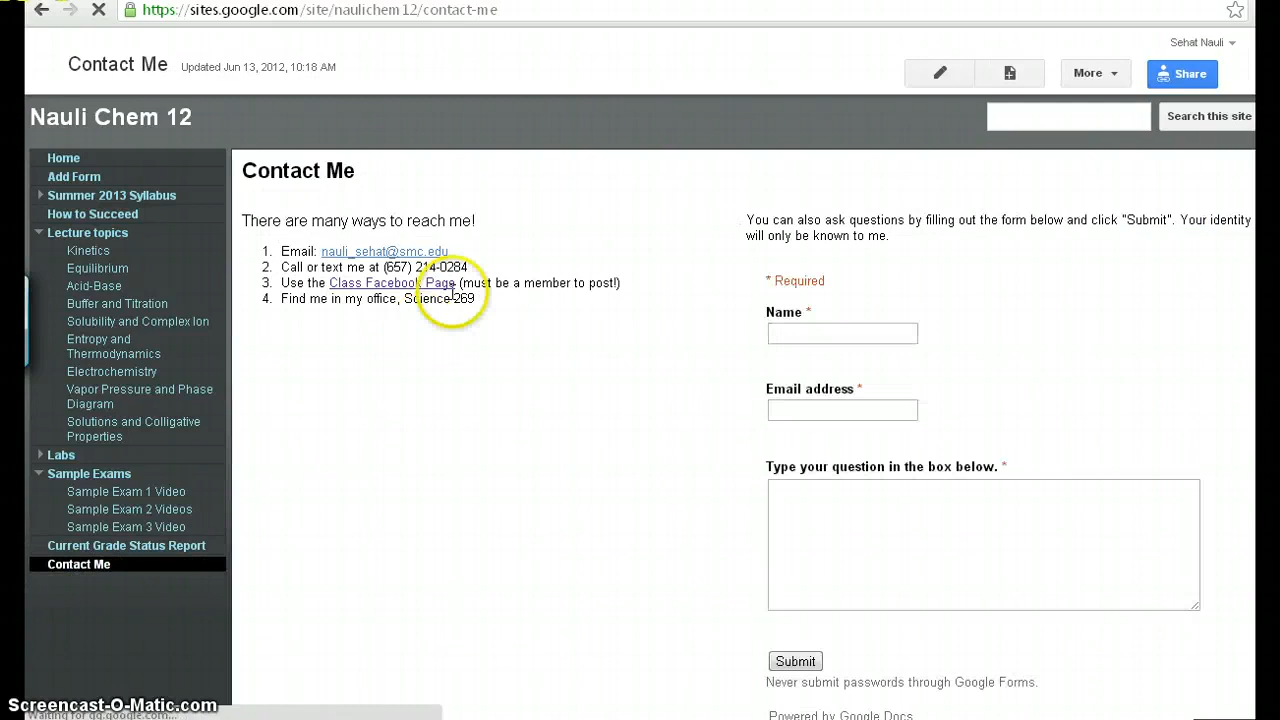 https://sites.google.com/site/naulichem12/contact-me
Sehat Nauli
Contact Me Updated Jun 13, 2012, 10:18 AM
More
Share
Nauli Chem 12
Search this site
Home
Add Form
Summer 2013 Syllabus
How to Succeed
Lecture topics
Kinetics
Equilibrium
Acid-Base
Buffer and Titration
Solubility and Complex Ion
Entropy and
Thermodynamics
Electrochemistry
Vapor Pressure and Phase
Diagram
Solutions and Colligative
Properties
Labs
Sample Exams
Sample Exam 1 Video
Sample Exam 2 Videos
Sample Exam 3 Video
Current Grade Status Report
Contact Me
Contact Me
There are many ways to reach me!
1. Email: nauli_sehat@smc.edu
2. Call or text me at (657) 214-0284
3. Use the Class Facebook Page (must be a member to post!)
4. Find me in my office, Science 269
You can also ask questions by filling out the form below and click "Submit". Your identity
will only be known to me.
* Required
Name *
Email address *
Type your question in the box below. *
Submit
Never submit passwords through Google Forms.
Powered by Google Docs
Screencast-O-Matic.com
Waiting for gg.google.com...